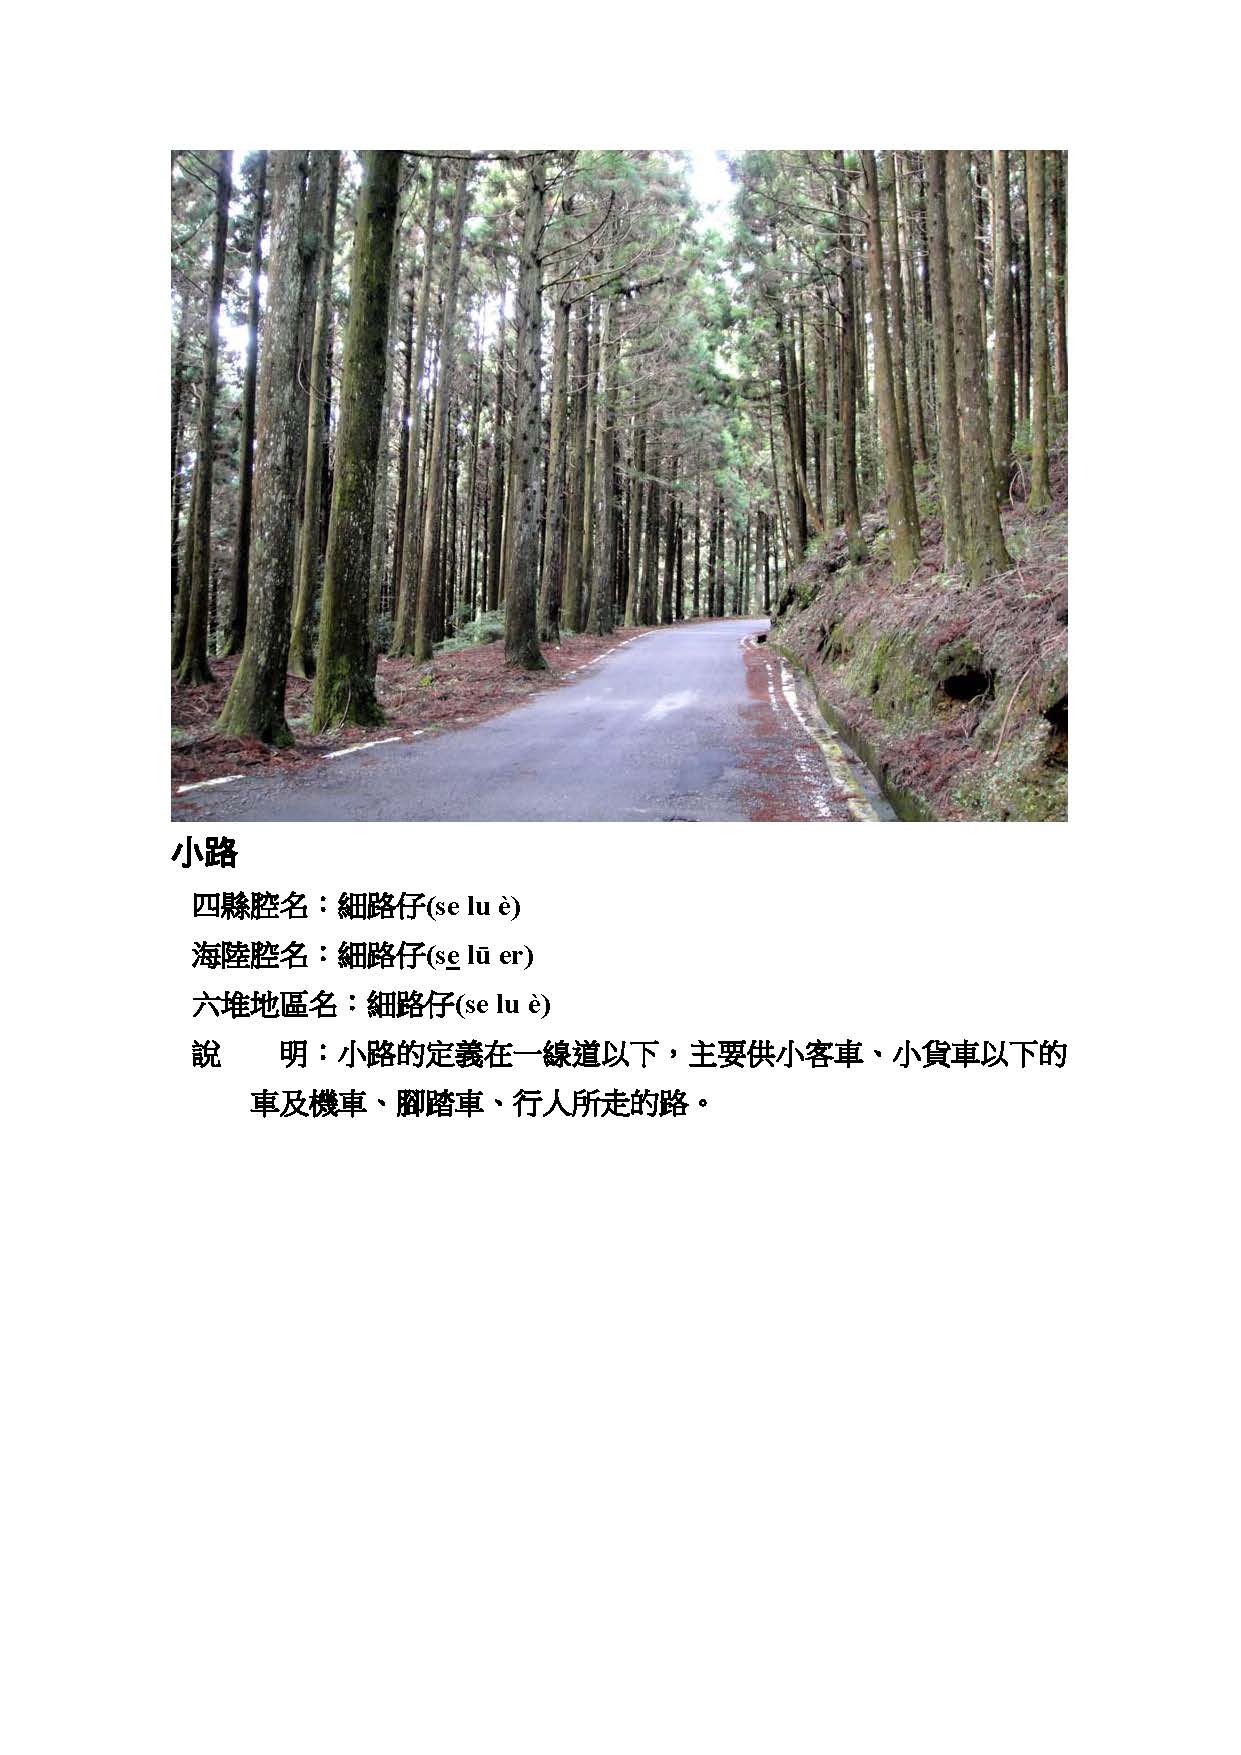 小路
四縣腔名：細路仔(se lu è)
海陸腔名：細路仔(se lū er)
六堆地區名：細路仔(se lu è)
說　　明：小路的定義在一線道以下，主要供小客車、小貨車以下的
車及機車、腳踏車、行人所走的路。